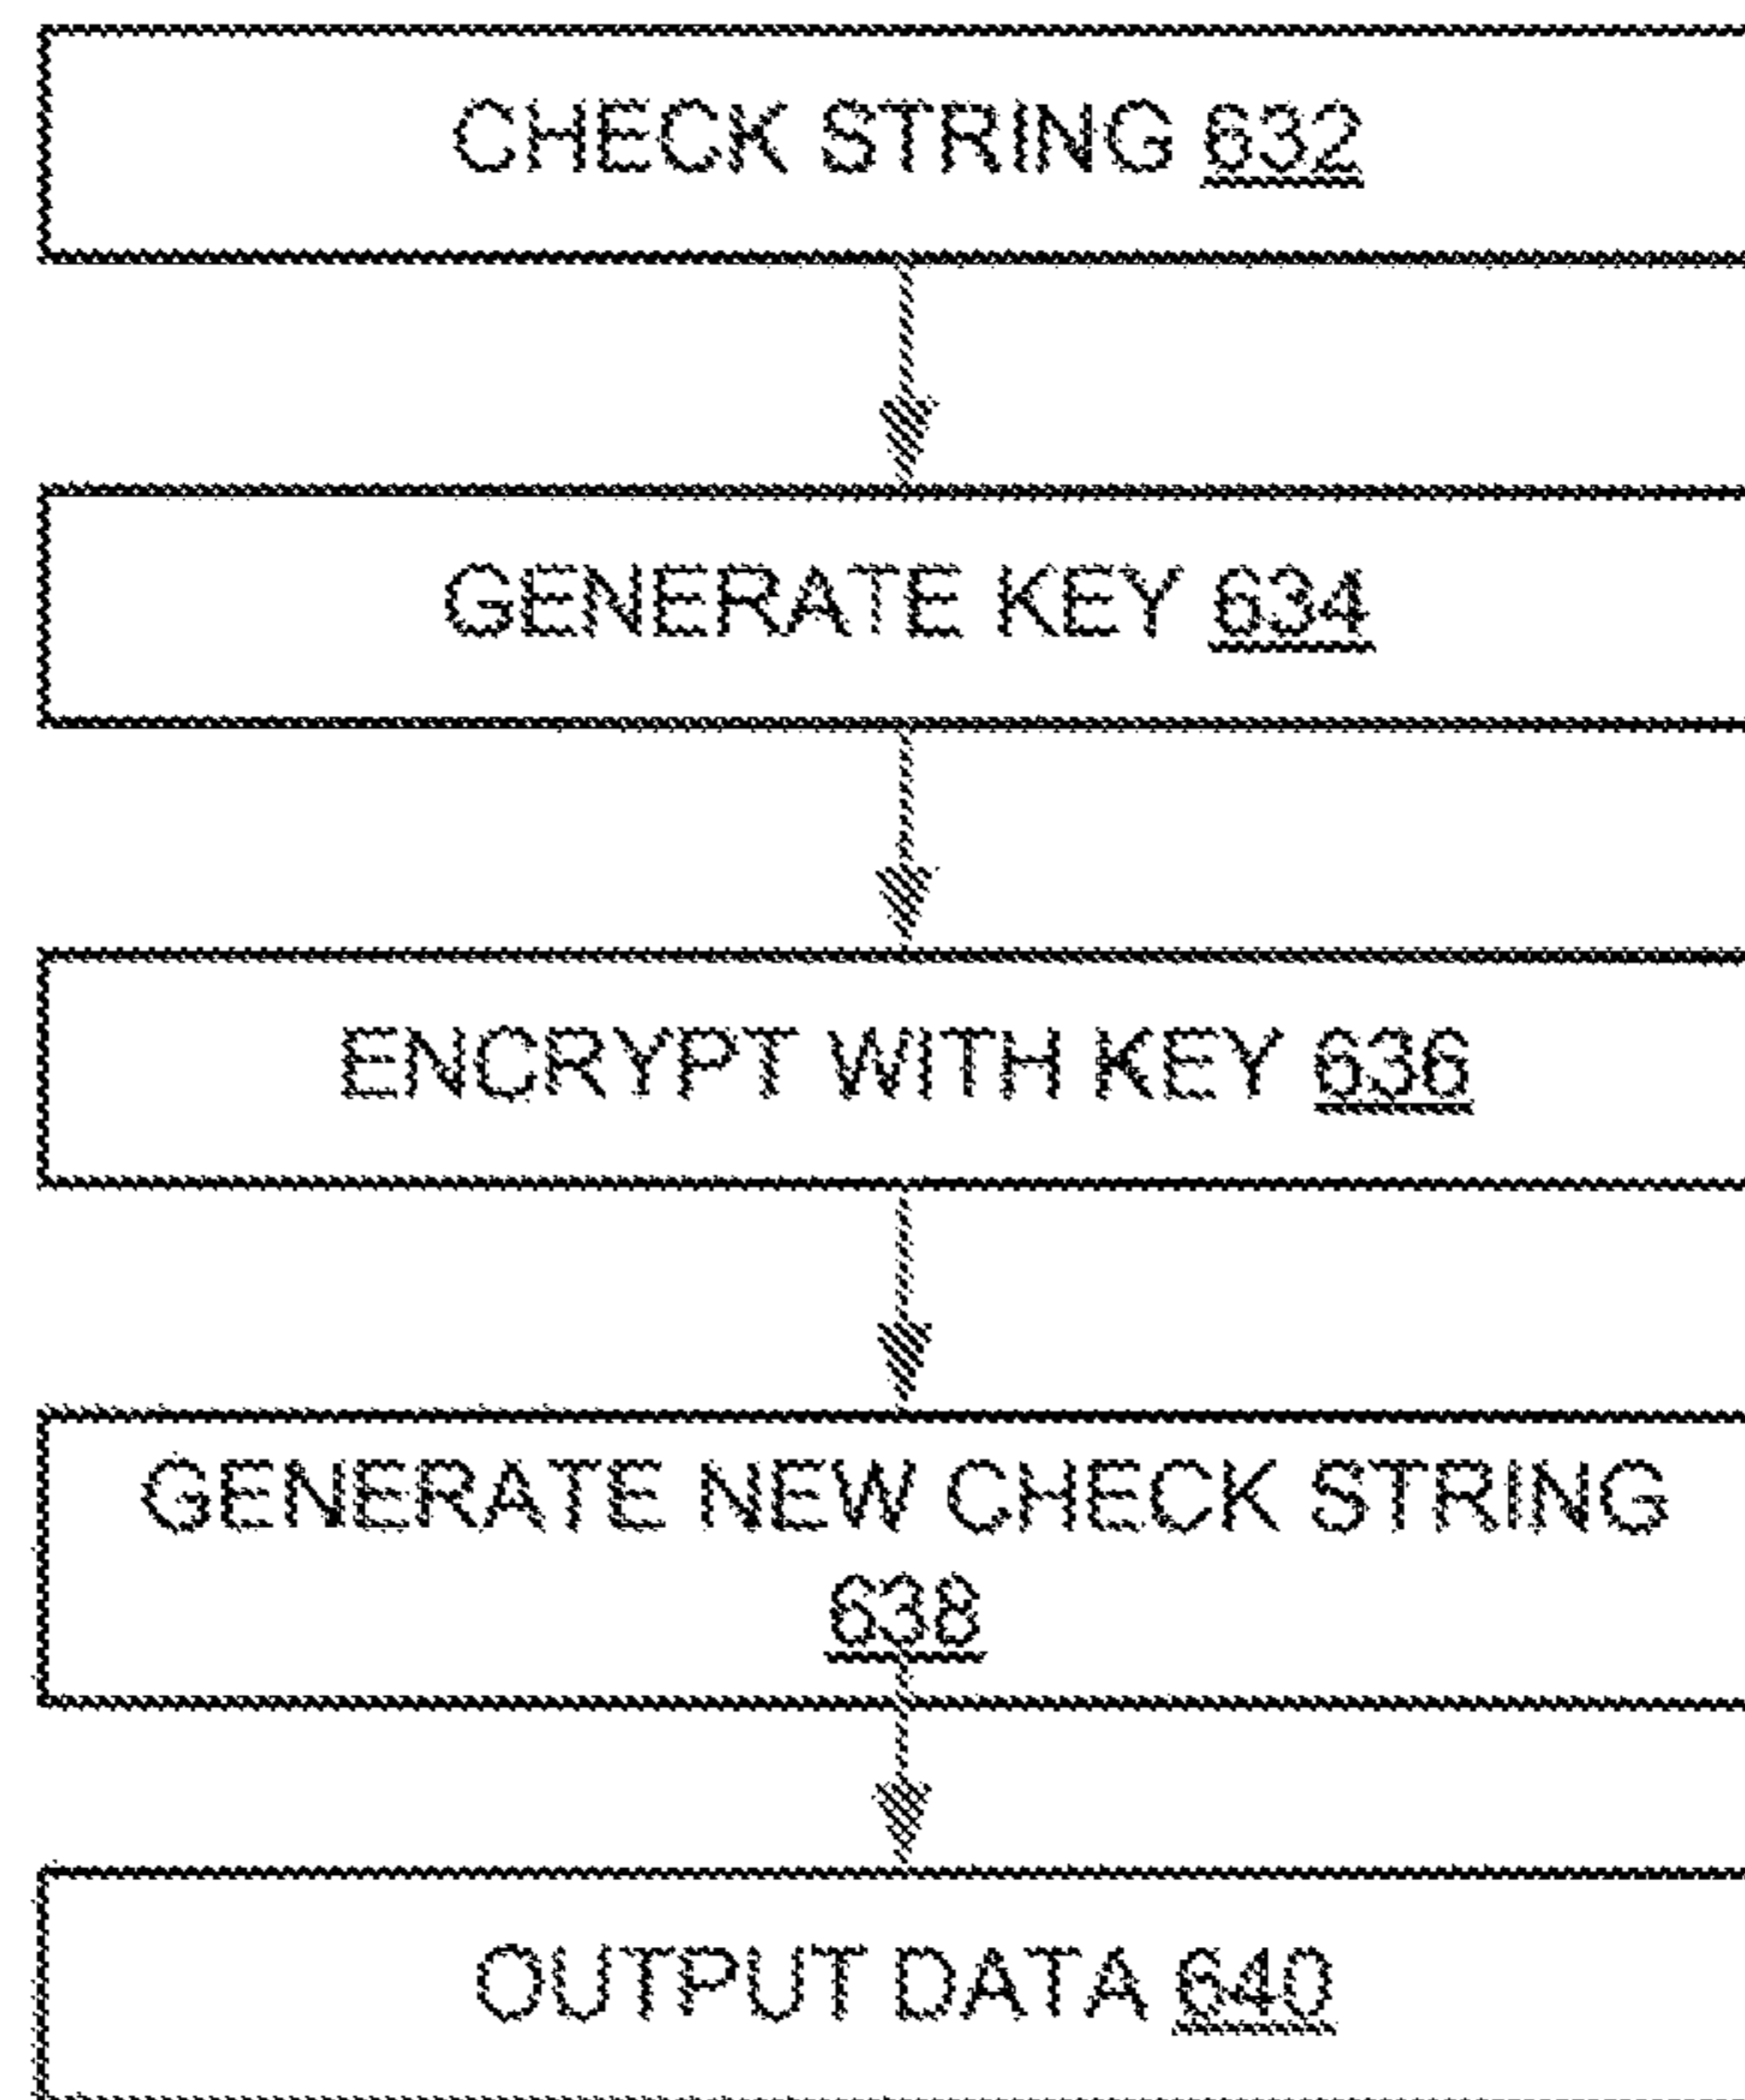 CHECK STRING 632
GENERATE KEY 634
ENCRYPT WITH KEY 636
GENERATE NEW CHECK STRING
638
OUTPUT DATA 640